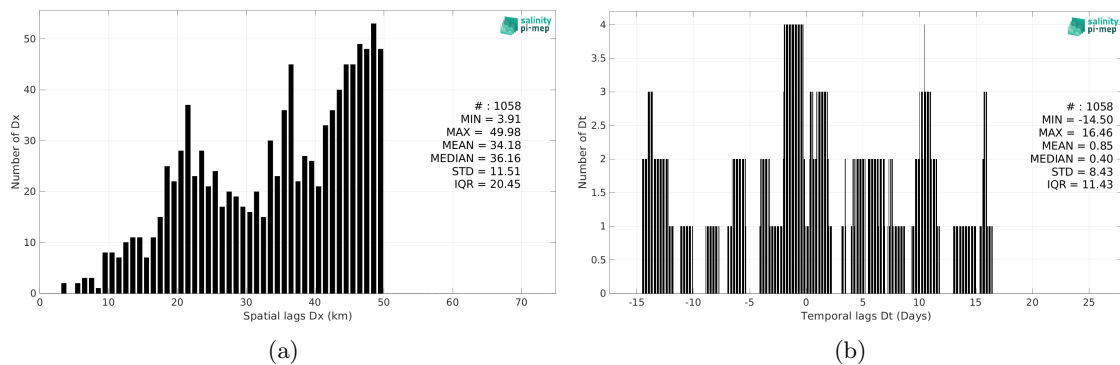 salinity
pi-mep
50
40
30
20
10
0
Number of Dx
# : 1058
MIN = 3.91
MAX = 49.98
MEAN = 34.18
MEDIAN = 36.16
STD = 11.51
IQR = 20.45
0 10 20 30 40 50 60 70
Spatial lags Dx (km)
(a)
salinity
pi-mep
4
3.5
3
2.5
2
1.5
1
0.5
0
Number of Dt
# : 1058
MIN = -14.50
MAX = 16.46
MEAN = 0.85
MEDIAN = 0.40
STD = 8.43
IQR = 11.43
-15 -10 -5 0 5 10 15 20 25
Temporal lags Dt (Days)
(b)